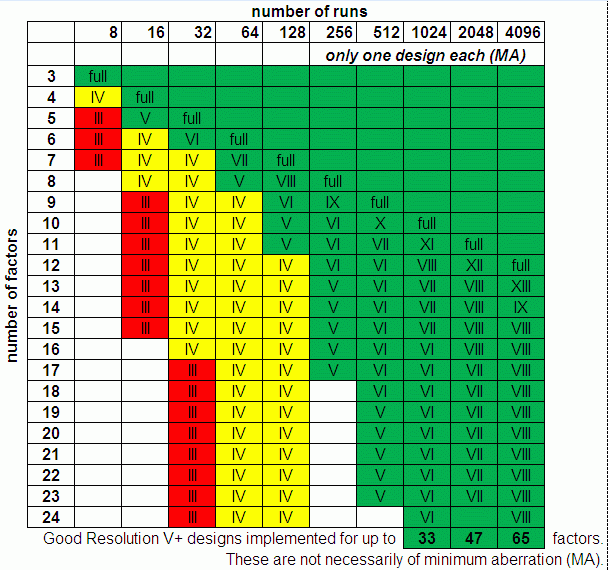 number of runs
8 16 32 64 128 256 512 1024 2048 4096
only one design each (MA)
number of factors
3 full
4 IV full
5 III V full
6 III IV VI full
7 III IV IV VII full
8 IV IV V VIII full
9 III IV IV VI IX full
10 III IV IV V VI X full
11 III IV IV V VI VII XI full
12 III IV IV IV VI VI VIII XII full
13 III IV IV IV V VI VII VIII XIII
14 III IV IV IV V VI VII VIII IX
15 III IV IV IV V VI VII VIII VIII
16 IV IV IV V VI VI VIII VIII
17 III IV IV V VI VI VII VIII
18 III IV IV VI VI VII VIII
19 III IV IV V VI VII VIII
20 III IV IV V VI VII VIII
21 III IV IV V VI VII VIII
22 III IV IV V VI VII VIII
23 III IV IV V VI VII VIII
24 III IV IV VI VIII
Good Resolution V+ designs implemented for up to 33 47 65 factors.
These are not necessarily of minimum aberration (MA).